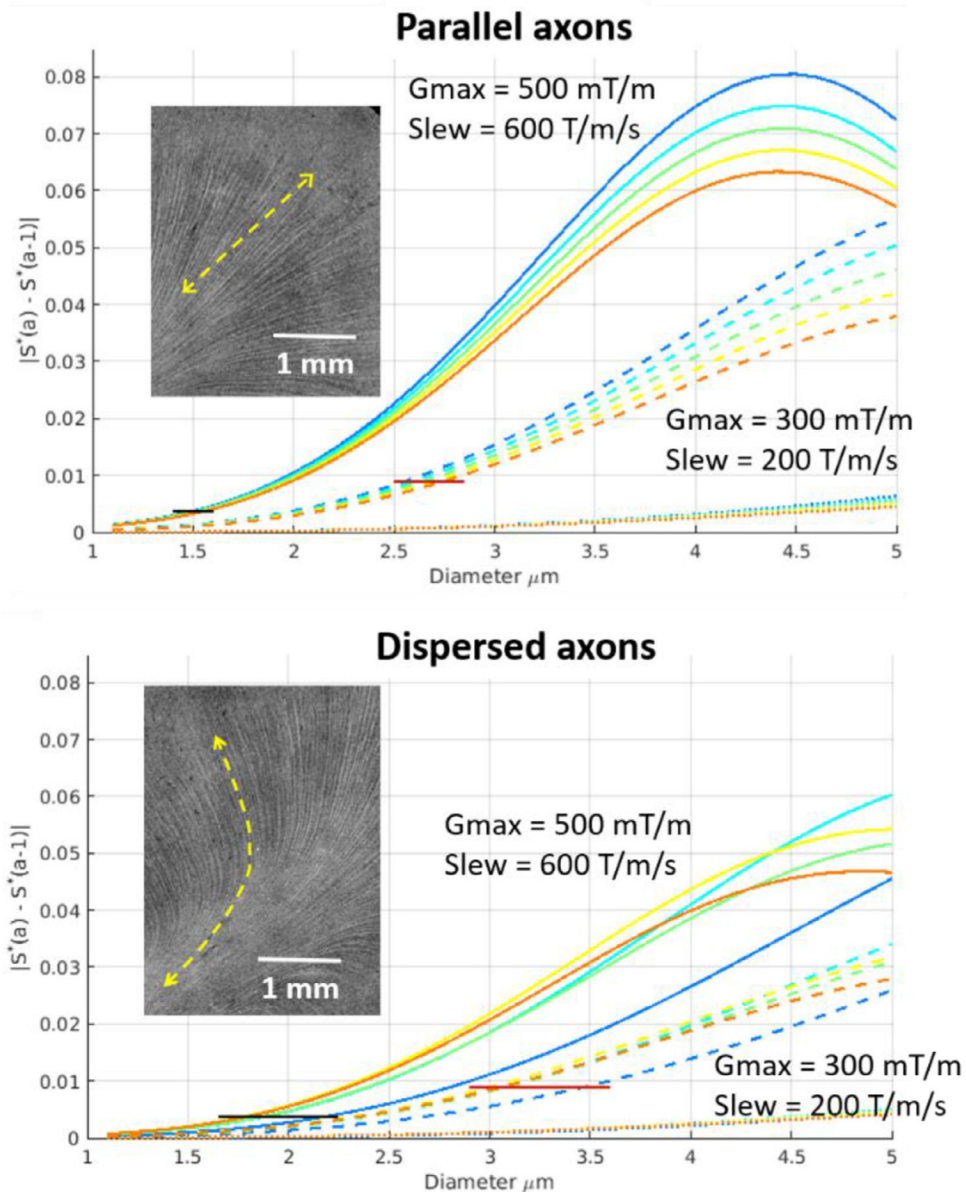 Parallel axons
0.08
0.07
0.06
0.05
0.04
0.03
0.02
0.01
0
|S*(a) - S*(a-1)|
Gmax = 500 mT/m
Slew = 600 T/m/s
1 mm
Gmax = 300 mT/m
Slew = 200 T/m/s
1 1.5 2 2.5 3 3.5 4 4.5 5
Diameter μm
Dispersed axons
0.08
0.07
0.06
0.05
0.04
0.03
0.02
0.01
0
|S*(a) - S*(a-1)|
Gmax = 500 mT/m
Slew = 600 T/m/s
1 mm
Gmax = 300 mT/m
Slew = 200 T/m/s
1 1.5 2 2.5 3 3.5 4 4.5 5
Diameter μm